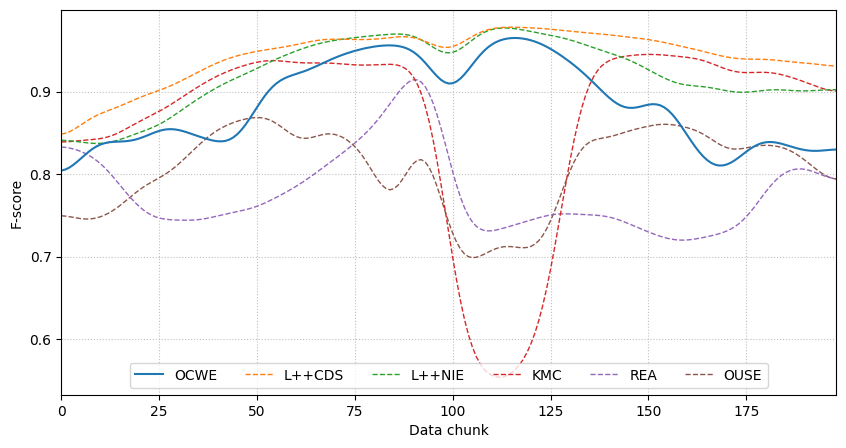 F-score
0.9
0.8
0.7
0.6
OCWE L++CDS L++NIE KMC REA OUSE
0 25 50 75 100 125 150 175
Data chunk